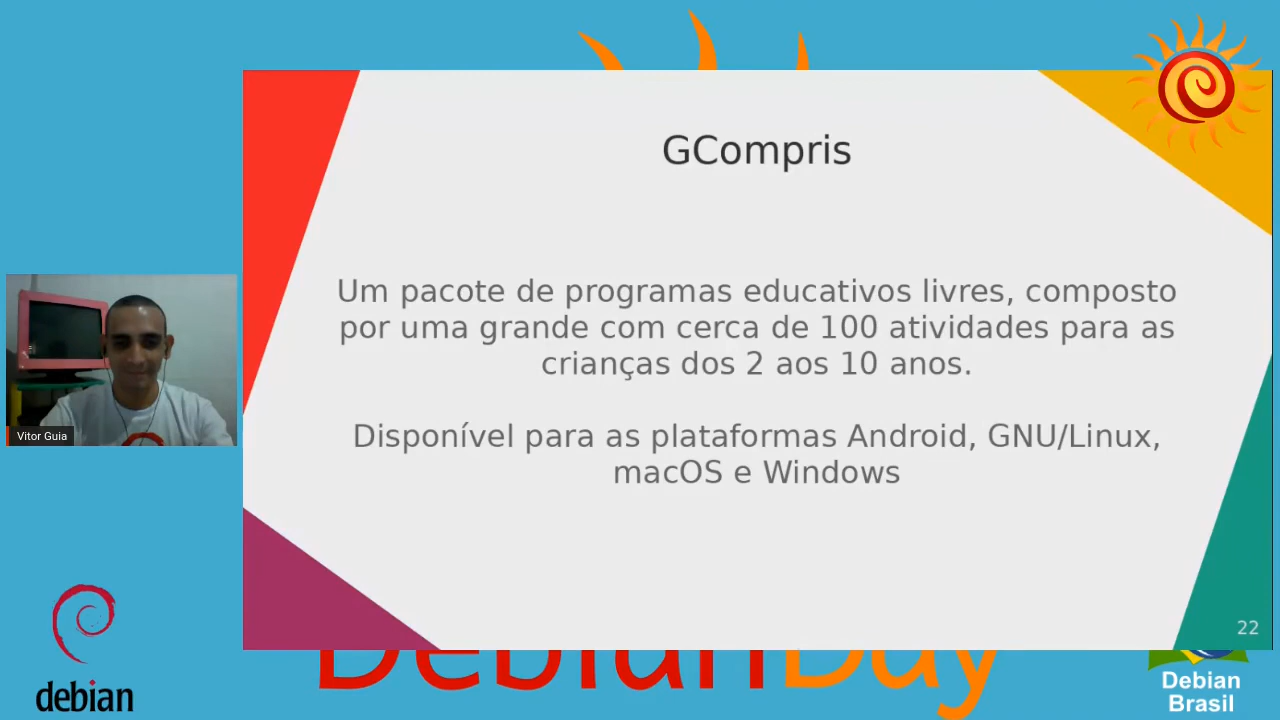 GCompris
Um pacote de programas educativos livres, composto
por uma grande com cerca de 100 atividades para as
crianças dos 2 aos 10 anos.
Disponível para as plataformas Android, GNU/Linux,
macOS e Windows
22
Vitor Guia
debian
DebianDay
Debian
Brasil